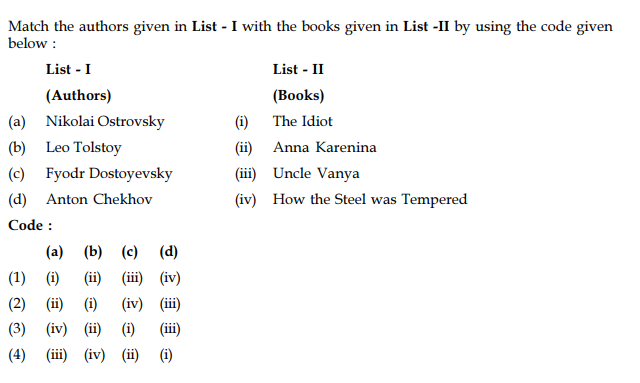 Match the authors given in List - I with the books given in List -II by using the code given
below :
List - I List - II
(Authors) (Books)
(a) Nikolai Ostrovsky (i) The Idiot
(b) Leo Tolstoy (ii) Anna Karenina
(c) Fyodr Dostoyevsky (iii) Uncle Vanya
(d) Anton Chekhov (iv) How the Steel was Tempered
Code :
(a) (b) (c) (d)
(1) (i) (ii) (iii) (iv)
(2) (ii) (i) (iv) (iii)
(3) (iv) (ii) (i) (iii)
(4) (iii) (iv) (ii) (i)